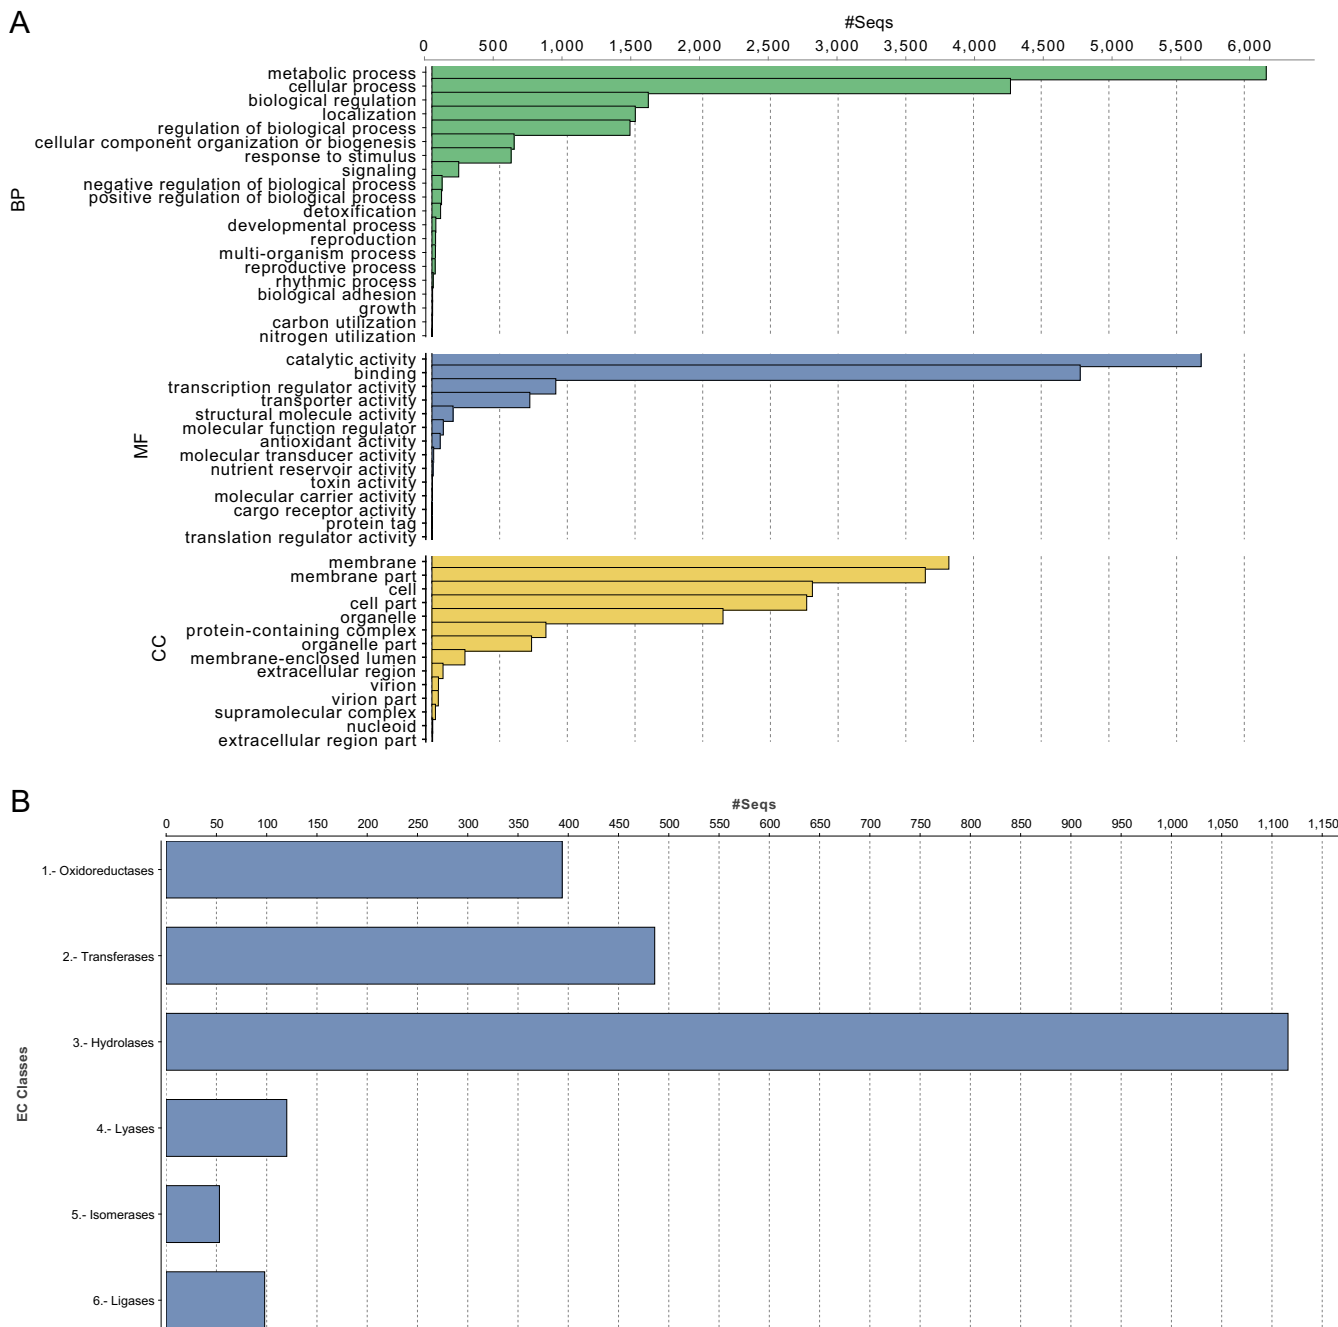 A
#Seqs
0 500 1,000 1,500 2,000 2,500 3,000 3,500 4,000 4,500 5,000 5,500 6,000
BP
metabolic process
cellular process
biological regulation
localization
regulation of biological process
cellular component organization or biogenesis
response to stimulus
signaling
negative regulation of biological process
positive regulation of biological process
detoxification
developmental process
reproduction
multi-organism process
reproductive process
rhythmic process
biological adhesion
growth
carbon utilization
nitrogen utilization
MF
catalytic activity
binding
transcription regulator activity
transporter activity
structural molecule activity
molecular function regulator
antioxidant activity
molecular transducer activity
nutrient reservoir activity
toxin activity
molecular carrier activity
cargo receptor activity
protein tag
translation regulator activity
CC
membrane
membrane part
cell
cell part
organelle
protein-containing complex
organelle part
membrane-enclosed lumen
extracellular region
virion
virion part
supramolecular complex
nucleoid
extracellular region part
B
#Seqs
0 50 100 150 200 250 300 350 400 450 500 550 600 650 700 750 800 850 900 950 1,000 1,050 1,100 1,150
EC Classes
1.- Oxidoreductases
2.- Transferases
3.- Hydrolases
4.- Lyases
5.- Isomerases
6.- Ligases